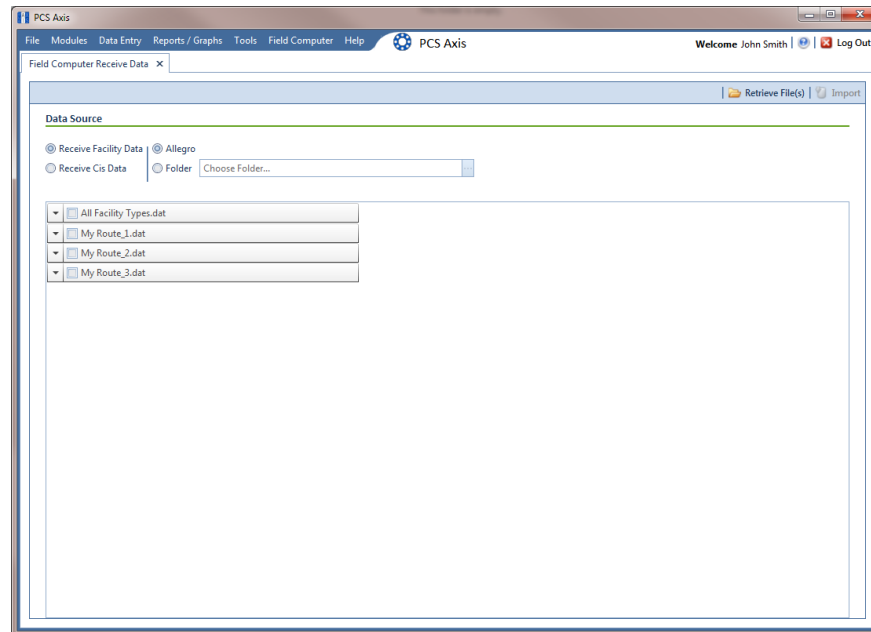 PCS Axis
File Modules Data Entry Reports / Graphs Tools Field Computer Help PCS Axis Welcome John Smith Log Out
Field Computer Receive Data
Retrieve File(s) Import
Data Source
Receive Facility Data Allegro
Receive Cis Data Folder Choose Folder...
All Facility Types.dat
My Route_1.dat
My Route_2.dat
My Route_3.dat